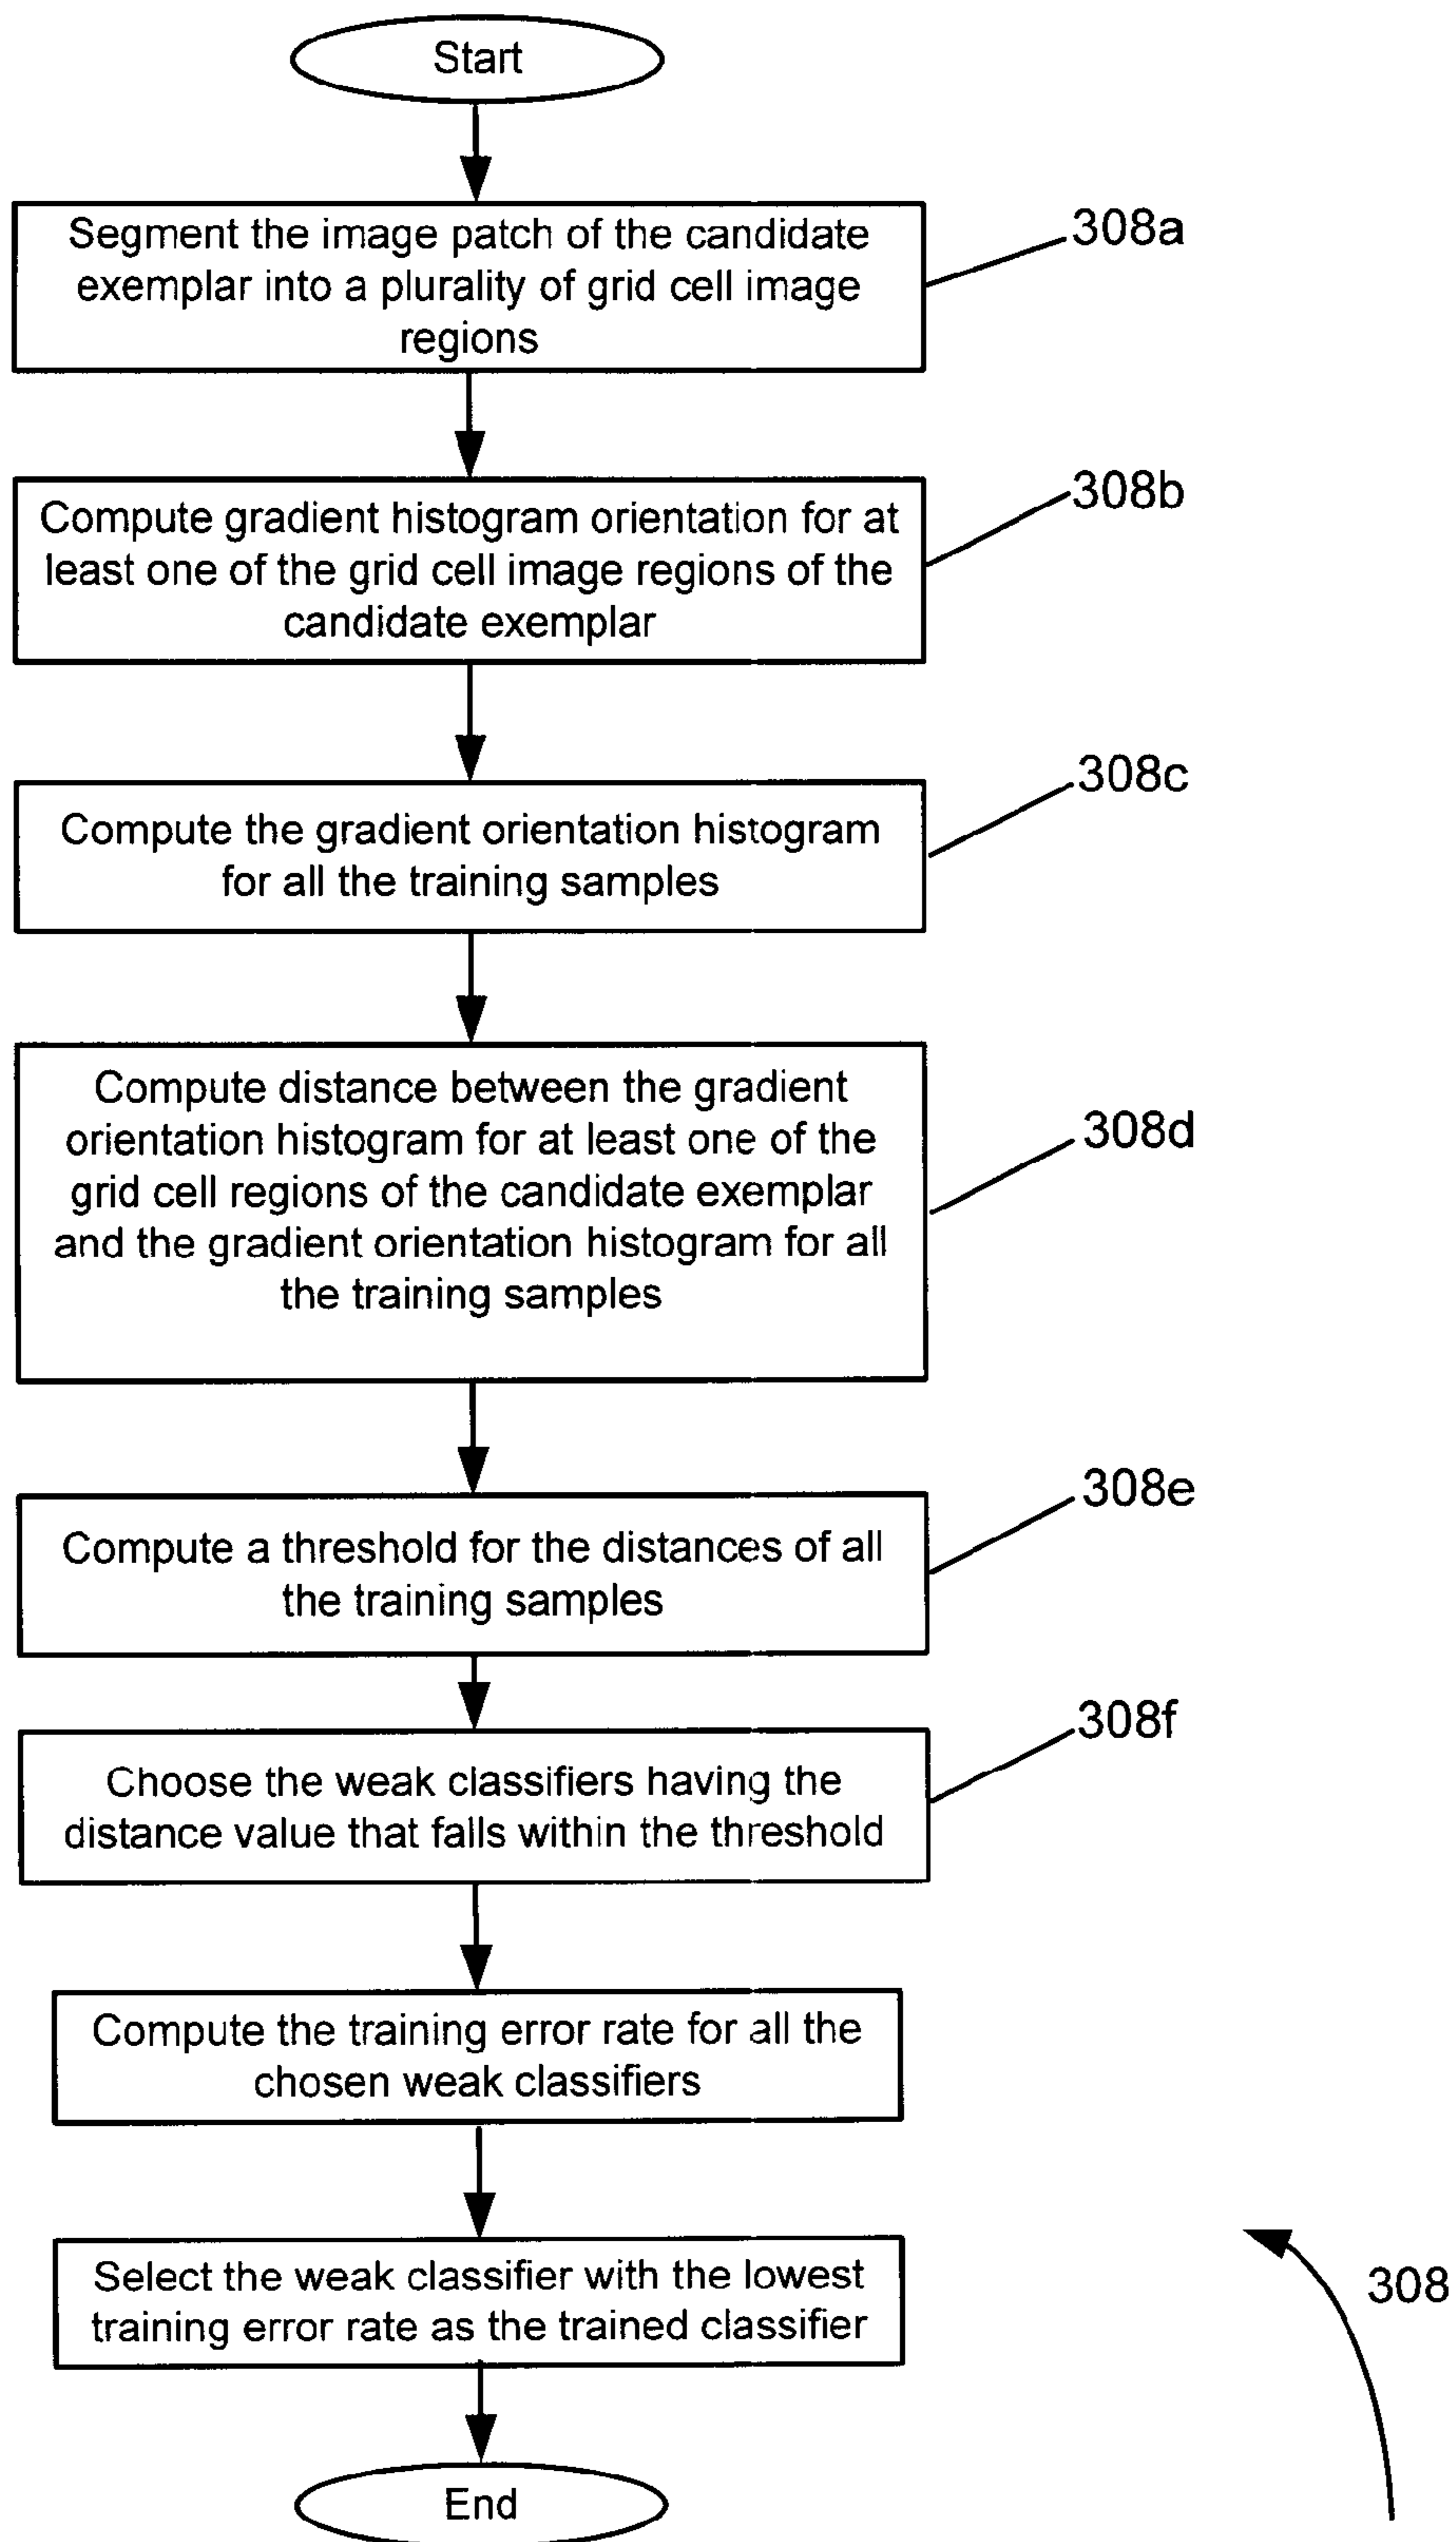 Start
Segment the image patch of the candidate
exemplar into a plurality of grid cell image
regions
308a
Compute gradient histogram orientation for at
least one of the grid cell image regions of the
candidate exemplar
308b
Compute the gradient orientation histogram
for all the training samples
308c
Compute distance between the gradient
orientation histogram for at least one of the
grid cell regions of the candidate exemplar
and the gradient orientation histogram for all
the training samples
308d
Compute a threshold for the distances of all
the training samples
308e
Choose the weak classifiers having the
distance value that falls within the threshold
308f
Compute the training error rate for all the
chosen weak classifiers
Select the weak classifier with the lowest
training error rate as the trained classifier
308
End